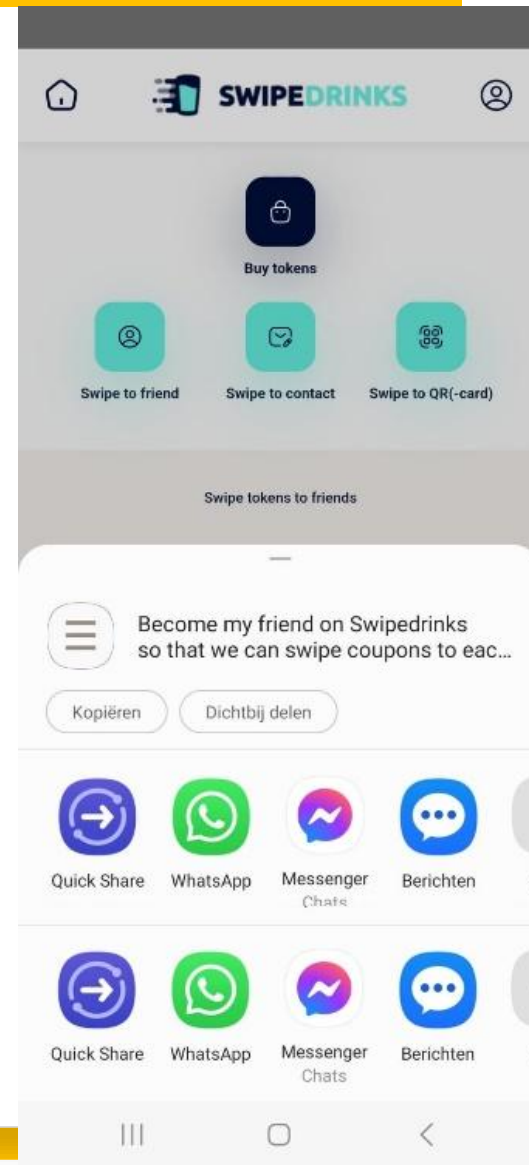 SWIPEDRINKS
Buy tokens
Swipe to friend Swipe to contact Swipe to QR(-card)
Swipe tokens to friends
Become my friend on Swipedrinks
so that we can swipe coupons to eac...
Kopiëren Dichtbij delen
Quick Share WhatsApp Messenger Berichten
Chats
Quick Share WhatsApp Messenger Berichten
Chats